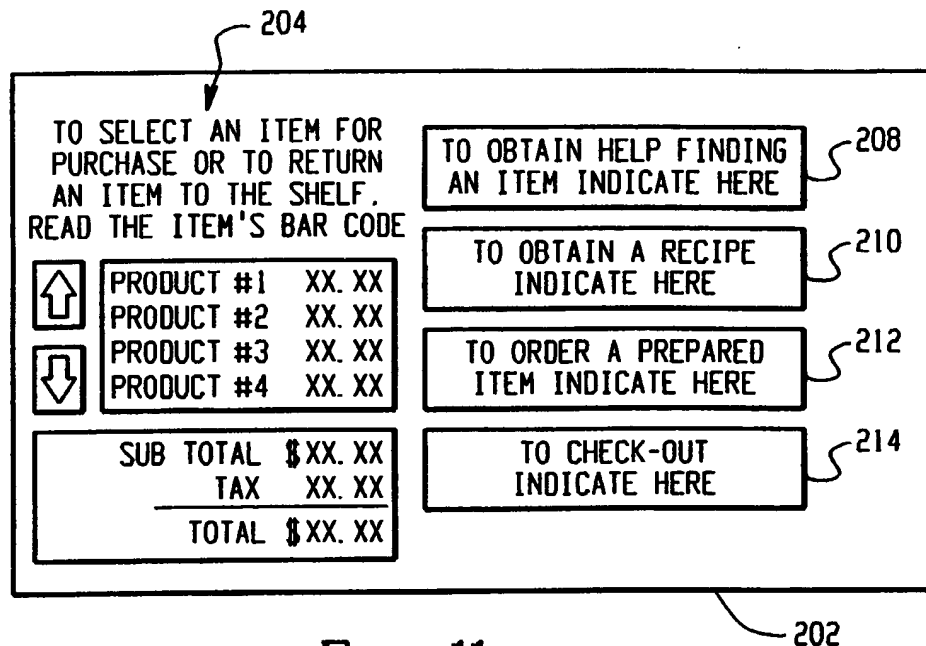 204
TO SELECT AN ITEM FOR
PURCHASE OR TO RETURN
AN ITEM TO THE SHELF.
READ THE ITEM'S BAR CODE
PRODUCT #1 XX.XX
PRODUCT #2 XX.XX
PRODUCT #3 XX.XX
PRODUCT #4 XX.XX
SUB TOTAL $XX.XX
TAX XX.XX
TOTAL $XX.XX
TO OBTAIN HELP FINDING
AN ITEM INDICATE HERE
208
TO OBTAIN A RECIPE
INDICATE HERE
210
TO ORDER A PREPARED
ITEM INDICATE HERE
212
TO CHECK-OUT
INDICATE HERE
214
202